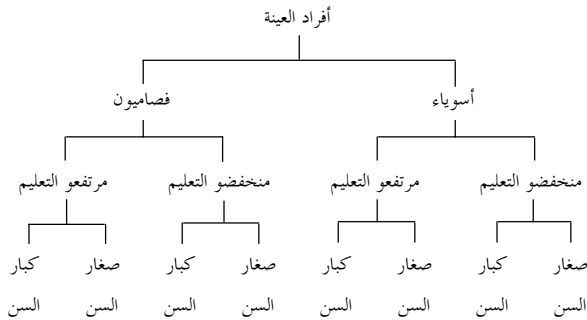 أفراد العينة
أسوياء فصاميون
منخفضو التعليم مرتفعو التعليم منخفضو التعليم مرتفعو التعليم
صغار كبار صغار كبار صغار كبار صغار كبار
السن السن السن السن السن السن السن السن